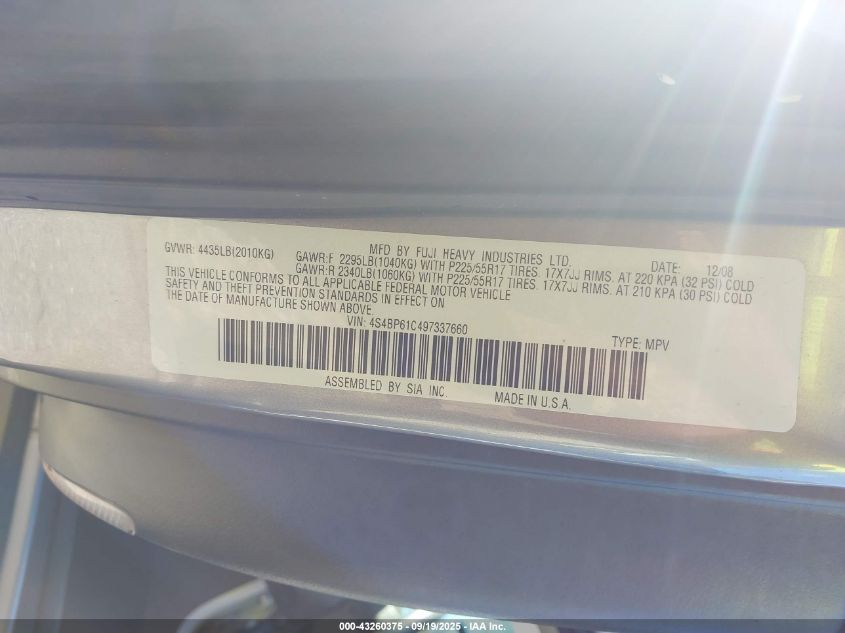 MFD BY FUJI HEAVY INDUSTRIES LTD. DATE: 12/08
GVWR: 4435LB(2010KG) GAWR:F 2295LB(1040KG) WITH P225/55R17 TIRES. 17X7JJ RIMS. AT 220 KPA (32 PSI) COLD
GAWR:R 2340LB(1060KG) WITH P225/55R17 TIRES. 17X7JJ RIMS. AT 210 KPA (30 PSI) COLD
THIS VEHICLE CONFORMS TO ALL APPLICABLE FEDERAL MOTOR VEHICLE
SAFETY AND THEFT PREVENTION STANDARDS IN EFFECT ON
THE DATE OF MANUFACTURE SHOWN ABOVE.
VIN: 4S4BP61C497337660 TYPE: MPV
ASSEMBLED BY SIA INC. MADE IN U.S.A.
000-43260375 - 09/19/2025 - IAA Inc.